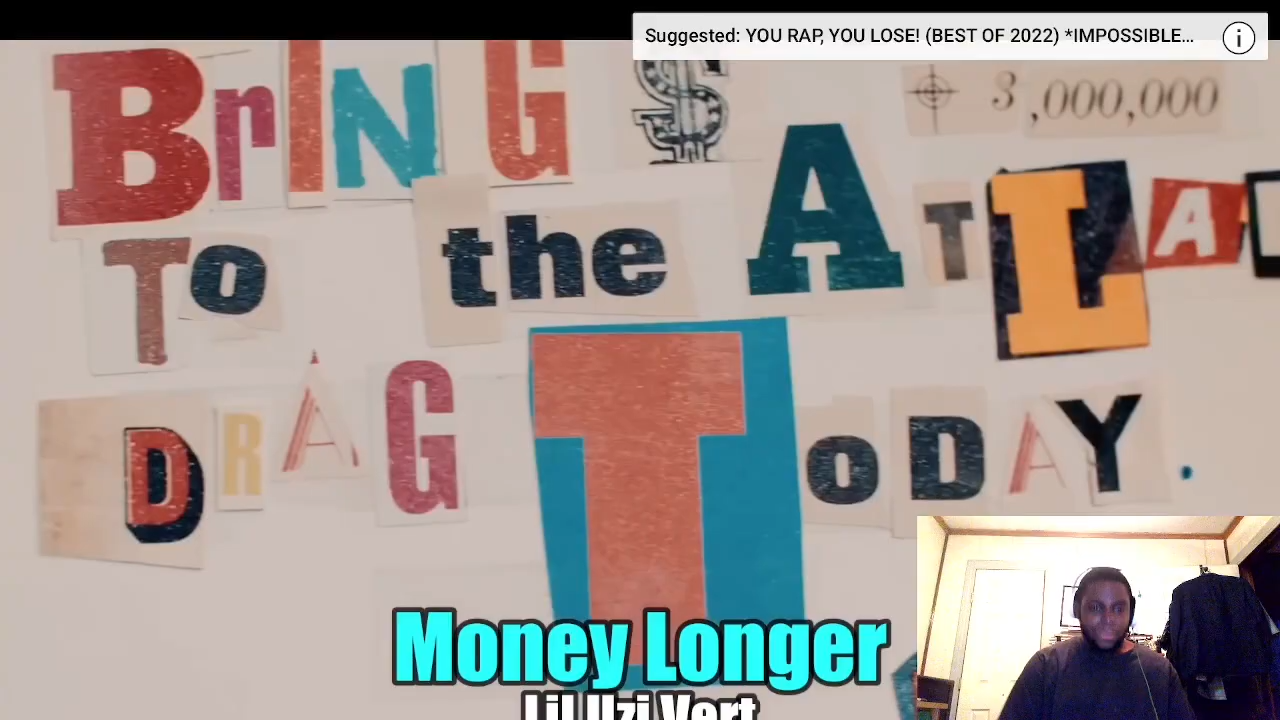 Suggested: YOU RAP, YOU LOSE! (BEST OF 2022) *IMPOSSIBLE...
BrING $ 3,000,000
To the ATLA
DRAG ToDAY.
Money Longer
Lil Uzi Vert